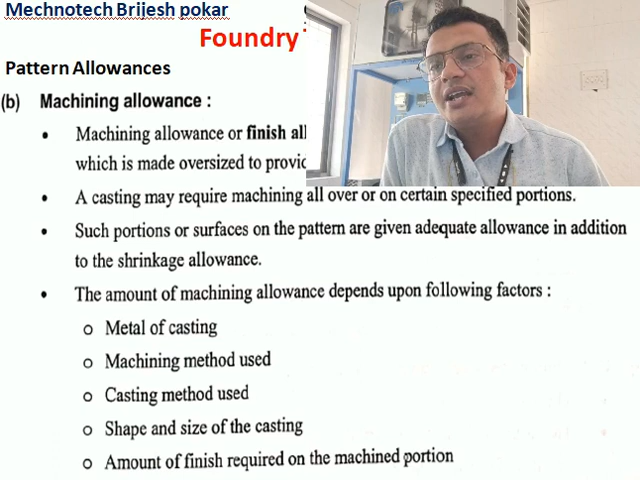 Mechnotech Brijesh pokar
Foundry
Pattern Allowances
(b) Machining allowance :
• Machining allowance or finish all
which is made oversized to provid
• A casting may require machining all over or on certain specified portions.
• Such portions or surfaces on the pattern are given adequate allowance in addition
to the shrinkage allowance.
• The amount of machining allowance depends upon following factors :
o Metal of casting
o Machining method used
o Casting method used
o Shape and size of the casting
o Amount of finish required on the machined portion